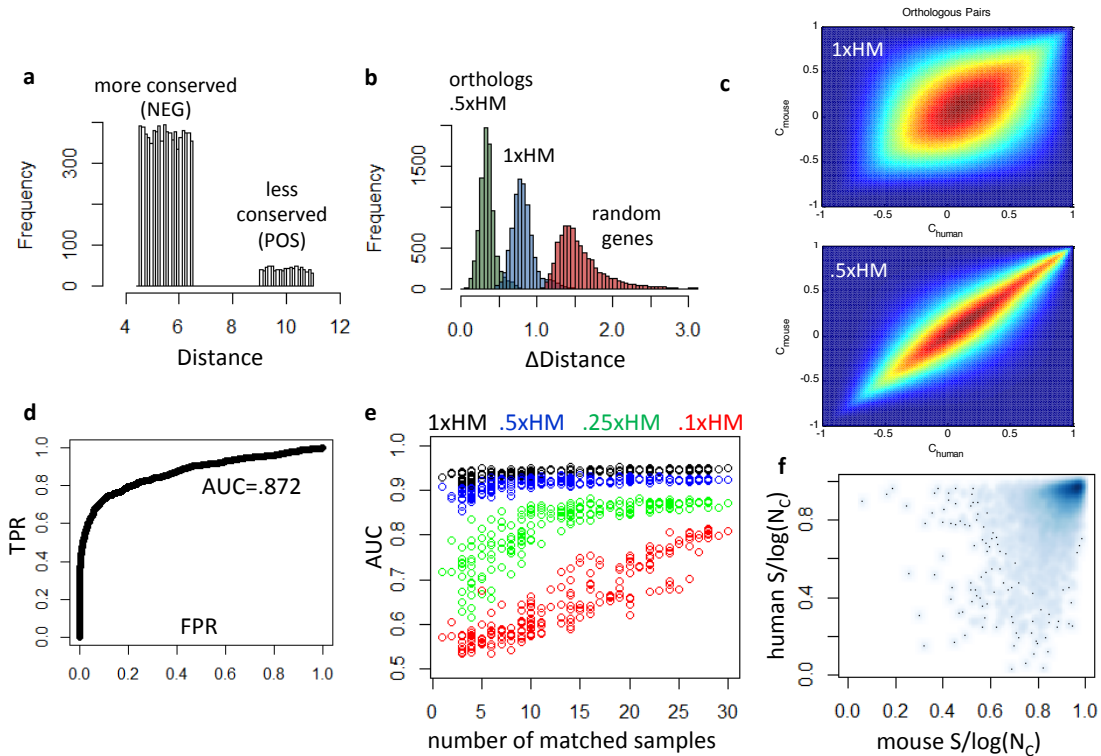 a
more conserved
(NEG)
less
conserved
(POS)
Frequency
0 100 300
4 6 8 10 12
Distance
b
orthologs
.5xHM
1xHM
random
genes
Frequency
0 500 1500
0.0 1.0 2.0 3.0
ΔDistance
c
Orthologous Pairs
1xHM
C_mouse
1
0.5
0
-0.5
-1
-1 -0.5 0 0.5 1
C_human
.5xHM
C_mouse
1
0.5
0
-0.5
-1
-1 -0.5 0 0.5 1
C_human
d
TPR
0.0 0.2 0.4 0.6 0.8 1.0
AUC=.872
FPR
0.0 0.2 0.4 0.6 0.8 1.0
e
1xHM .5xHM .25xHM .1xHM
AUC
0.5 0.6 0.7 0.8 0.9 1.0
0 5 10 15 20 25 30
number of matched samples
f
human S/log(N_C)
0.0 0.4 0.8
0.0 0.2 0.4 0.6 0.8 1.0
mouse S/log(N_C)